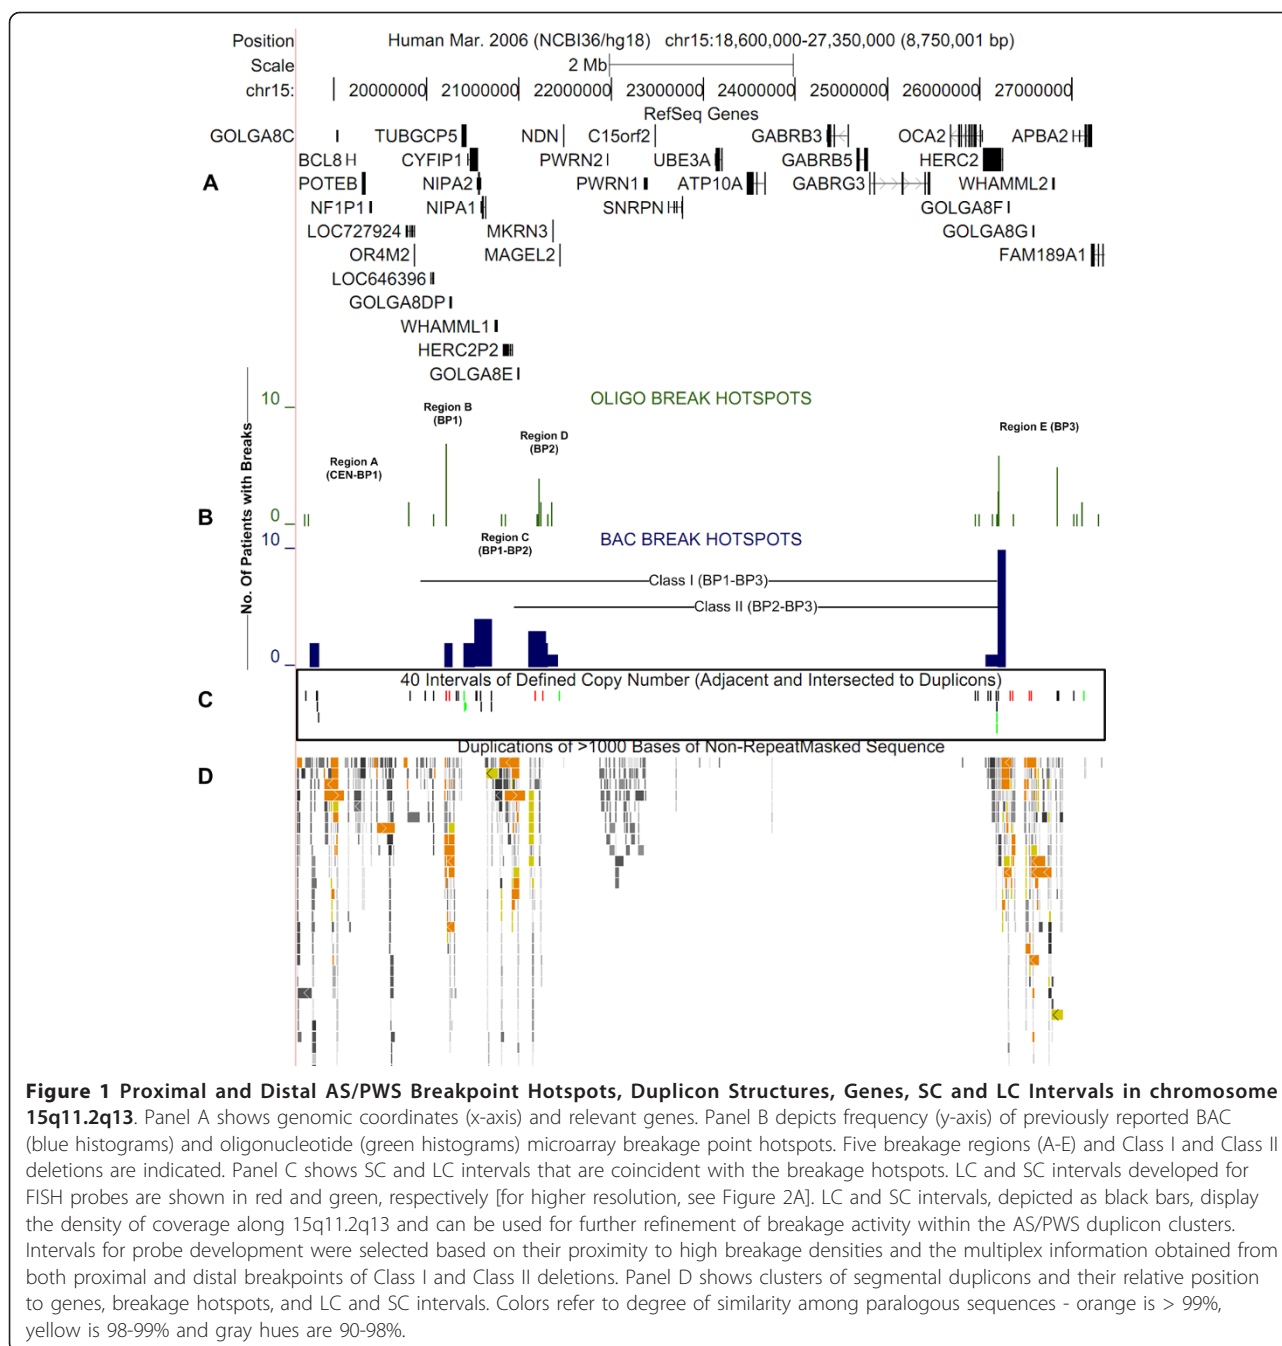 Position Human Mar. 2006 (NCBI36/hg18) chr15:18,600,000-27,350,000 (8,750,001 bp)
Scale 2 Mb
chr15: 20000000 21000000 22000000 23000000 24000000 25000000 26000000 27000000
RefSeq Genes
GOLGA8C TUBGCP5 NDN C15orf2 GABRB3 OCA2 APBA2
BCL8 CYFIP1 PWRN2 UBE3A GABRB5 HERC2
A POTEB NIPA2 PWRN1 ATP10A GABRG3 WHAMML2
NF1P1 NIPA1 SNRPN GOLGA8F
LOC727924 MKRN3 GOLGA8G
OR4M2 MAGEL2 FAM189A1
LOC646396
GOLGA8DP
WHAMML1
HERC2P2
GOLGA8E
No. Of Patients with Breaks
10 OLIGO BREAK HOTSPOTS
Region B
(BP1)
Region D
(BP2)
Region E (BP3)
Region A
(CEN-BP1)
B 0
10 BAC BREAK HOTSPOTS
Region C
(BP1-BP2)
Class I (BP1-BP3)
Class II (BP2-BP3)
0
40 Intervals of Defined Copy Number (Adjacent and Intersected to Duplicons)
C
Duplications of >1000 Bases of Non-RepeatMasked Sequence
D
Figure 1 Proximal and Distal AS/PWS Breakpoint Hotspots, Duplicon Structures, Genes, SC and LC Intervals in chromosome
15q11.2q13. Panel A shows genomic coordinates (x-axis) and relevant genes. Panel B depicts frequency (y-axis) of previously reported BAC
(blue histograms) and oligonucleotide (green histograms) microarray breakage point hotspots. Five breakage regions (A-E) and Class I and Class II
deletions are indicated. Panel C shows SC and LC intervals that are coincident with the breakage hotspots. LC and SC intervals developed for
FISH probes are shown in red and green, respectively [for higher resolution, see Figure 2A]. LC and SC intervals, depicted as black bars, display
the density of coverage along 15q11.2q13 and can be used for further refinement of breakage activity within the AS/PWS duplicon clusters.
Intervals for probe development were selected based on their proximity to high breakage densities and the multiplex information obtained from
both proximal and distal breakpoints of Class I and Class II deletions. Panel D shows clusters of segmental duplicons and their relative position
to genes, breakage hotspots, and LC and SC intervals. Colors refer to degree of similarity among paralogous sequences - orange is > 99%,
yellow is 98-99% and gray hues are 90-98%.